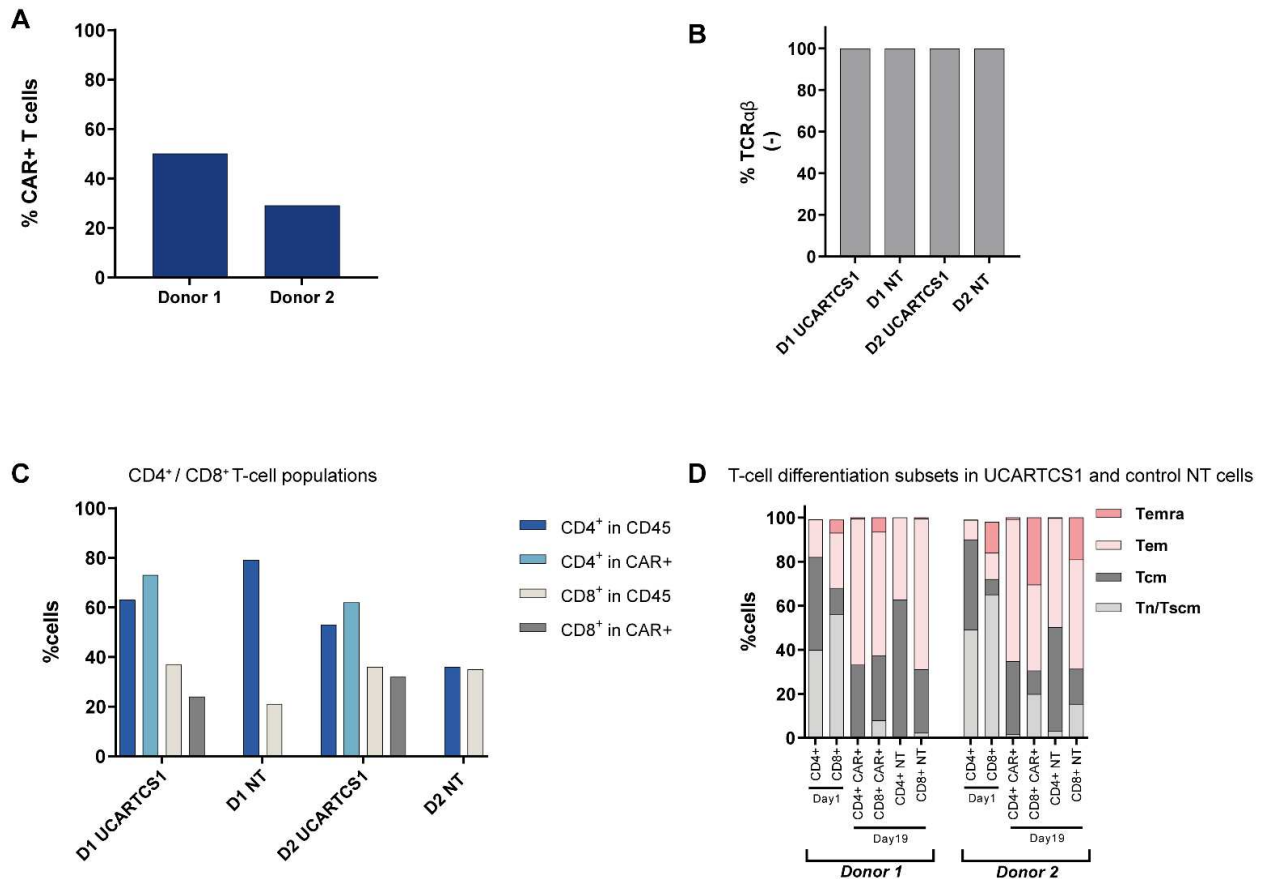 A
% CAR+ T cells
100
80
60
40
20
0
Donor 1
Donor 2
B
% TCRαβ
(-)
100
80
60
40
20
0
D1 UCARTCS1
D1 NT
D2 UCARTCS1
D2 NT
C
CD4⁺ / CD8⁺ T-cell populations
%cells
100
80
60
40
20
0
D1 UCARTCS1
D1 NT
D2 UCARTCS1
D2 NT
CD4⁺ in CD45
CD4⁺ in CAR+
CD8⁺ in CD45
CD8⁺ in CAR+
D
T-cell differentiation subsets in UCARTCS1 and control NT cells
%cells
100
80
60
40
20
0
Temra
Tem
Tcm
Tn/Tscm
CD4+
CD8+
CD4+ CAR+
CD8+ CAR+
CD4+ NT
CD8+ NT
Day1
Day19
Donor 1
CD4+
CD8+
CD4+ CAR+
CD8+ CAR+
CD4+ NT
CD8+ NT
Day1
Day19
Donor 2